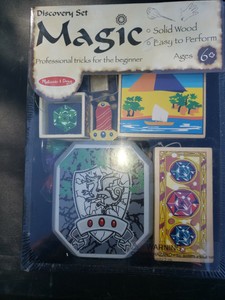 Discovery Set
Magic
Solid Wood
Easy to Perform
Professional tricks for the beginner
Ages 6+
Melissa & Doug
WARNING